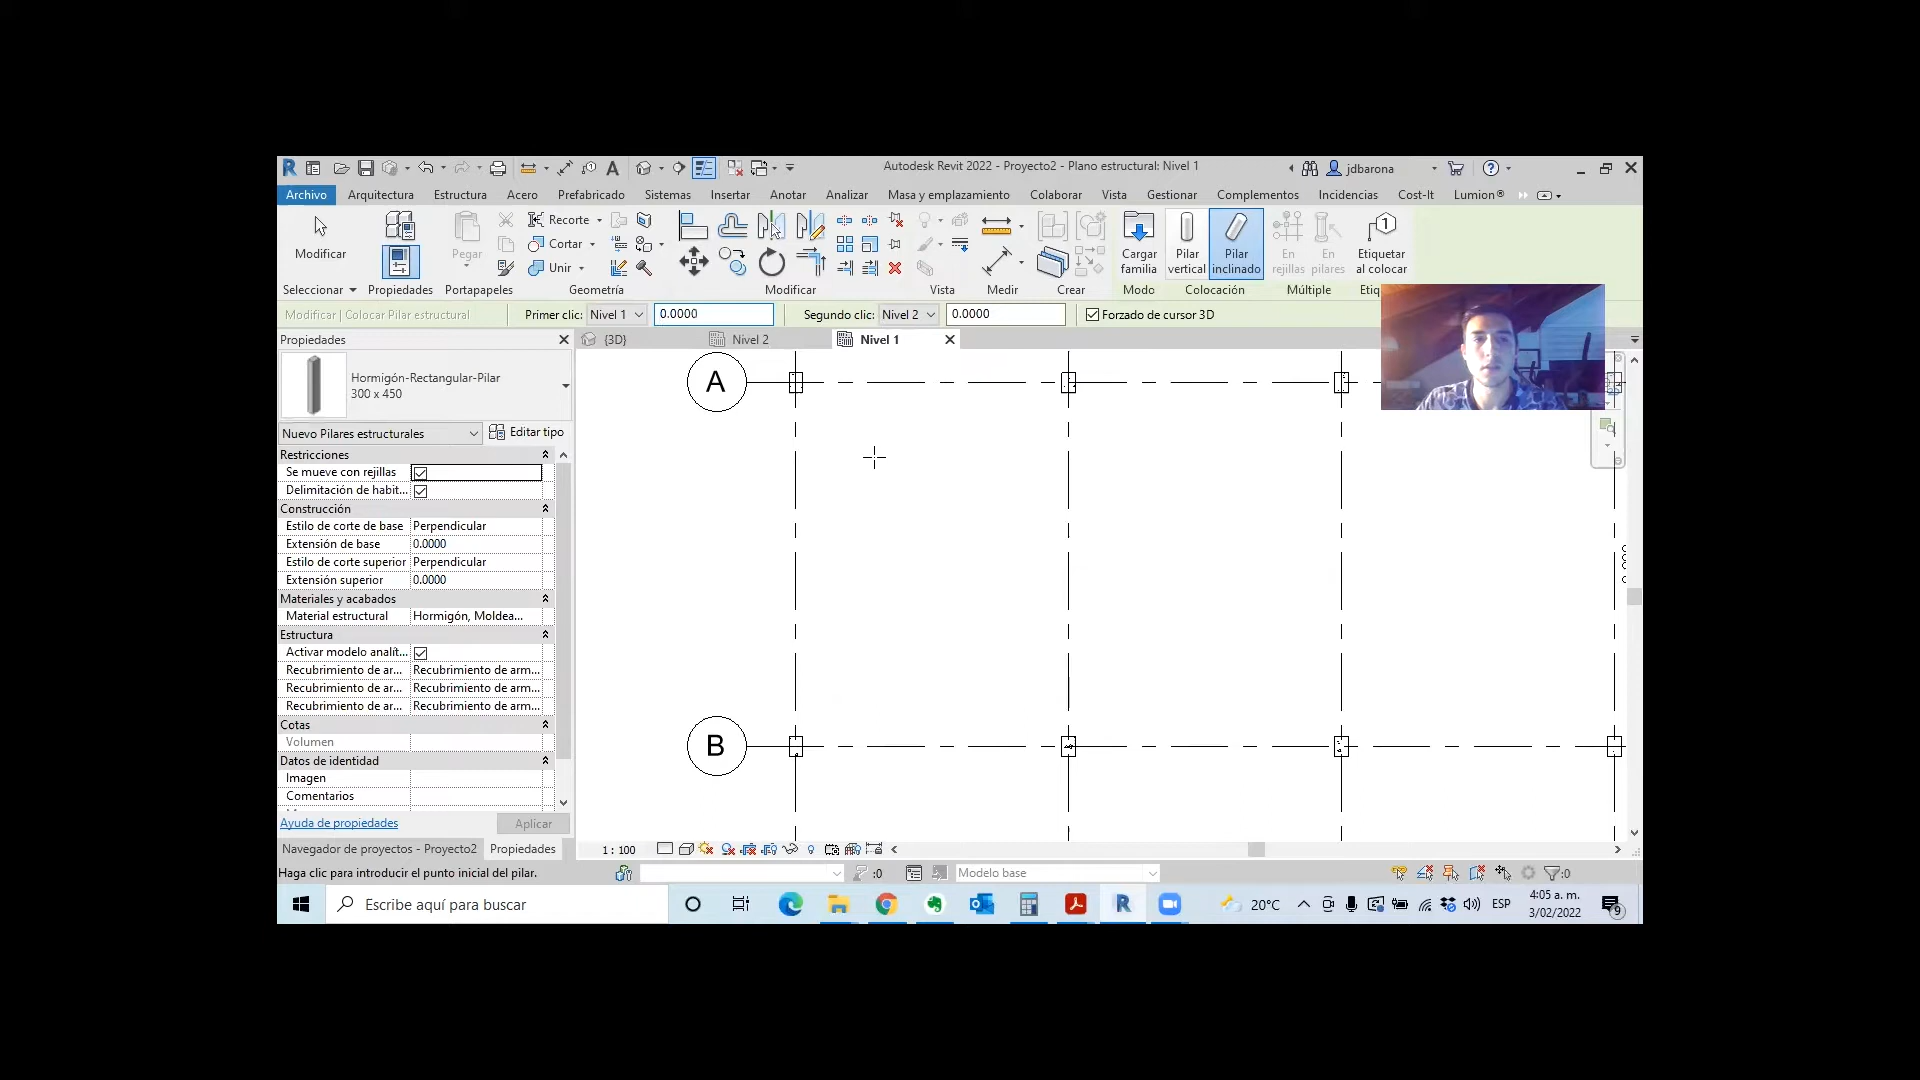 Autodesk Revit 2022 - Proyecto2 - Plano estructural: Nivel 1
jdbarona
Archivo Arquitectura Estructura Acero Prefabricado Sistemas Insertar Anotar Analizar Masa y emplazamiento Colaborar Vista Gestionar Complementos Incidencias Cost-It Lumion®
Modificar
Pegar
Recorte
Cortar
Unir
Cargar familia
Pilar vertical
Pilar inclinado
En rejillas
En pilares
Etiquetar al colocar
Seleccionar Propiedades Portapapeles Geometría Modificar Vista Medir Crear Modo Colocación Múltiple Etiq
Modificar | Colocar Pilar estructural Primer clic: Nivel 1 0.0000 Segundo clic: Nivel 2 0.0000 Forzado de cursor 3D
Propiedades
{3D} Nivel 2 Nivel 1
Hormigón-Rectangular-Pilar
300 x 450
Nuevo Pilares estructurales Editar tipo
Restricciones
Se mueve con rejillas
Delimitación de habit...
Construcción
Estilo de corte de base Perpendicular
Extensión de base 0.0000
Estilo de corte superior Perpendicular
Extensión superior 0.0000
Materiales y acabados
Material estructural Hormigón, Moldea...
Estructura
Activar modelo analít...
Recubrimiento de ar... Recubrimiento de arm...
Recubrimiento de ar... Recubrimiento de arm...
Recubrimiento de ar... Recubrimiento de arm...
Cotas
Volumen
Datos de identidad
Imagen
Comentarios
Ayuda de propiedades Aplicar
Navegador de proyectos - Proyecto2 Propiedades
A
B
1 : 100
Haga clic para introducir el punto inicial del pilar.
:0
Modelo base
:0
Escribe aquí para buscar
20°C
ESP
4:05 a. m.
3/02/2022
9